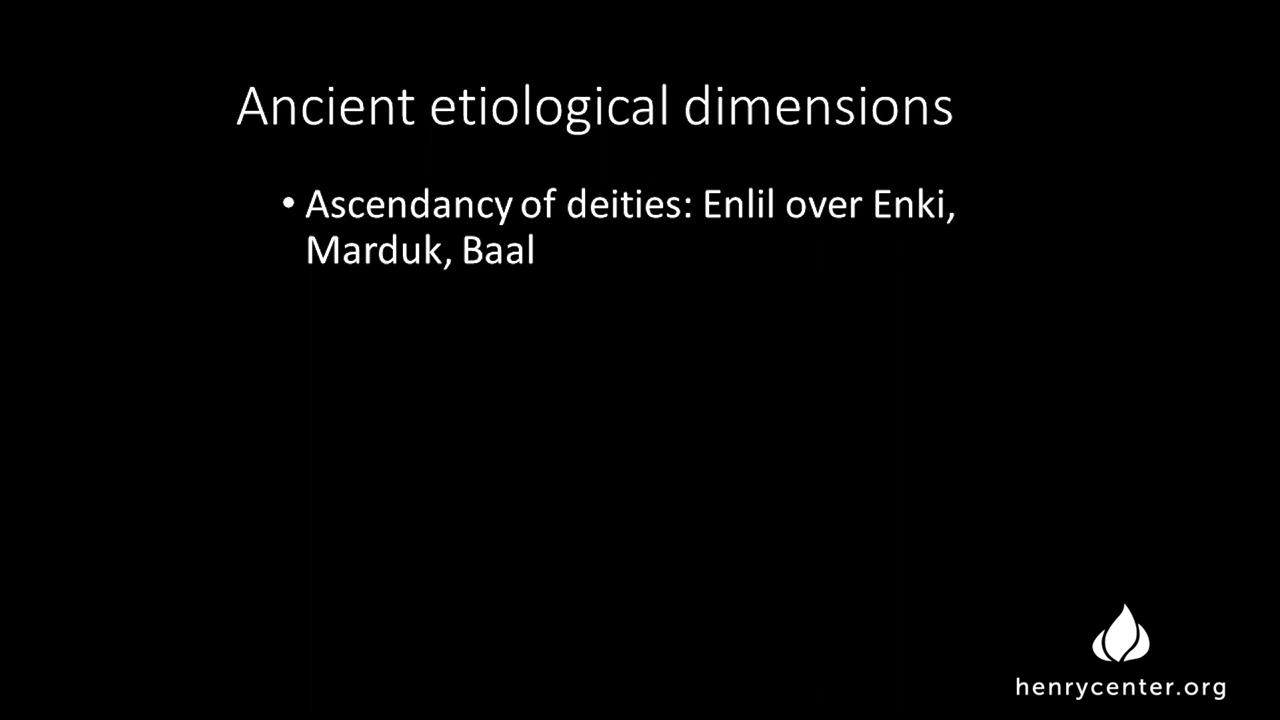 Ancient etiological dimensions
• Ascendancy of deities: Enlil over Enki,
Marduk, Baal
henrycenter.org